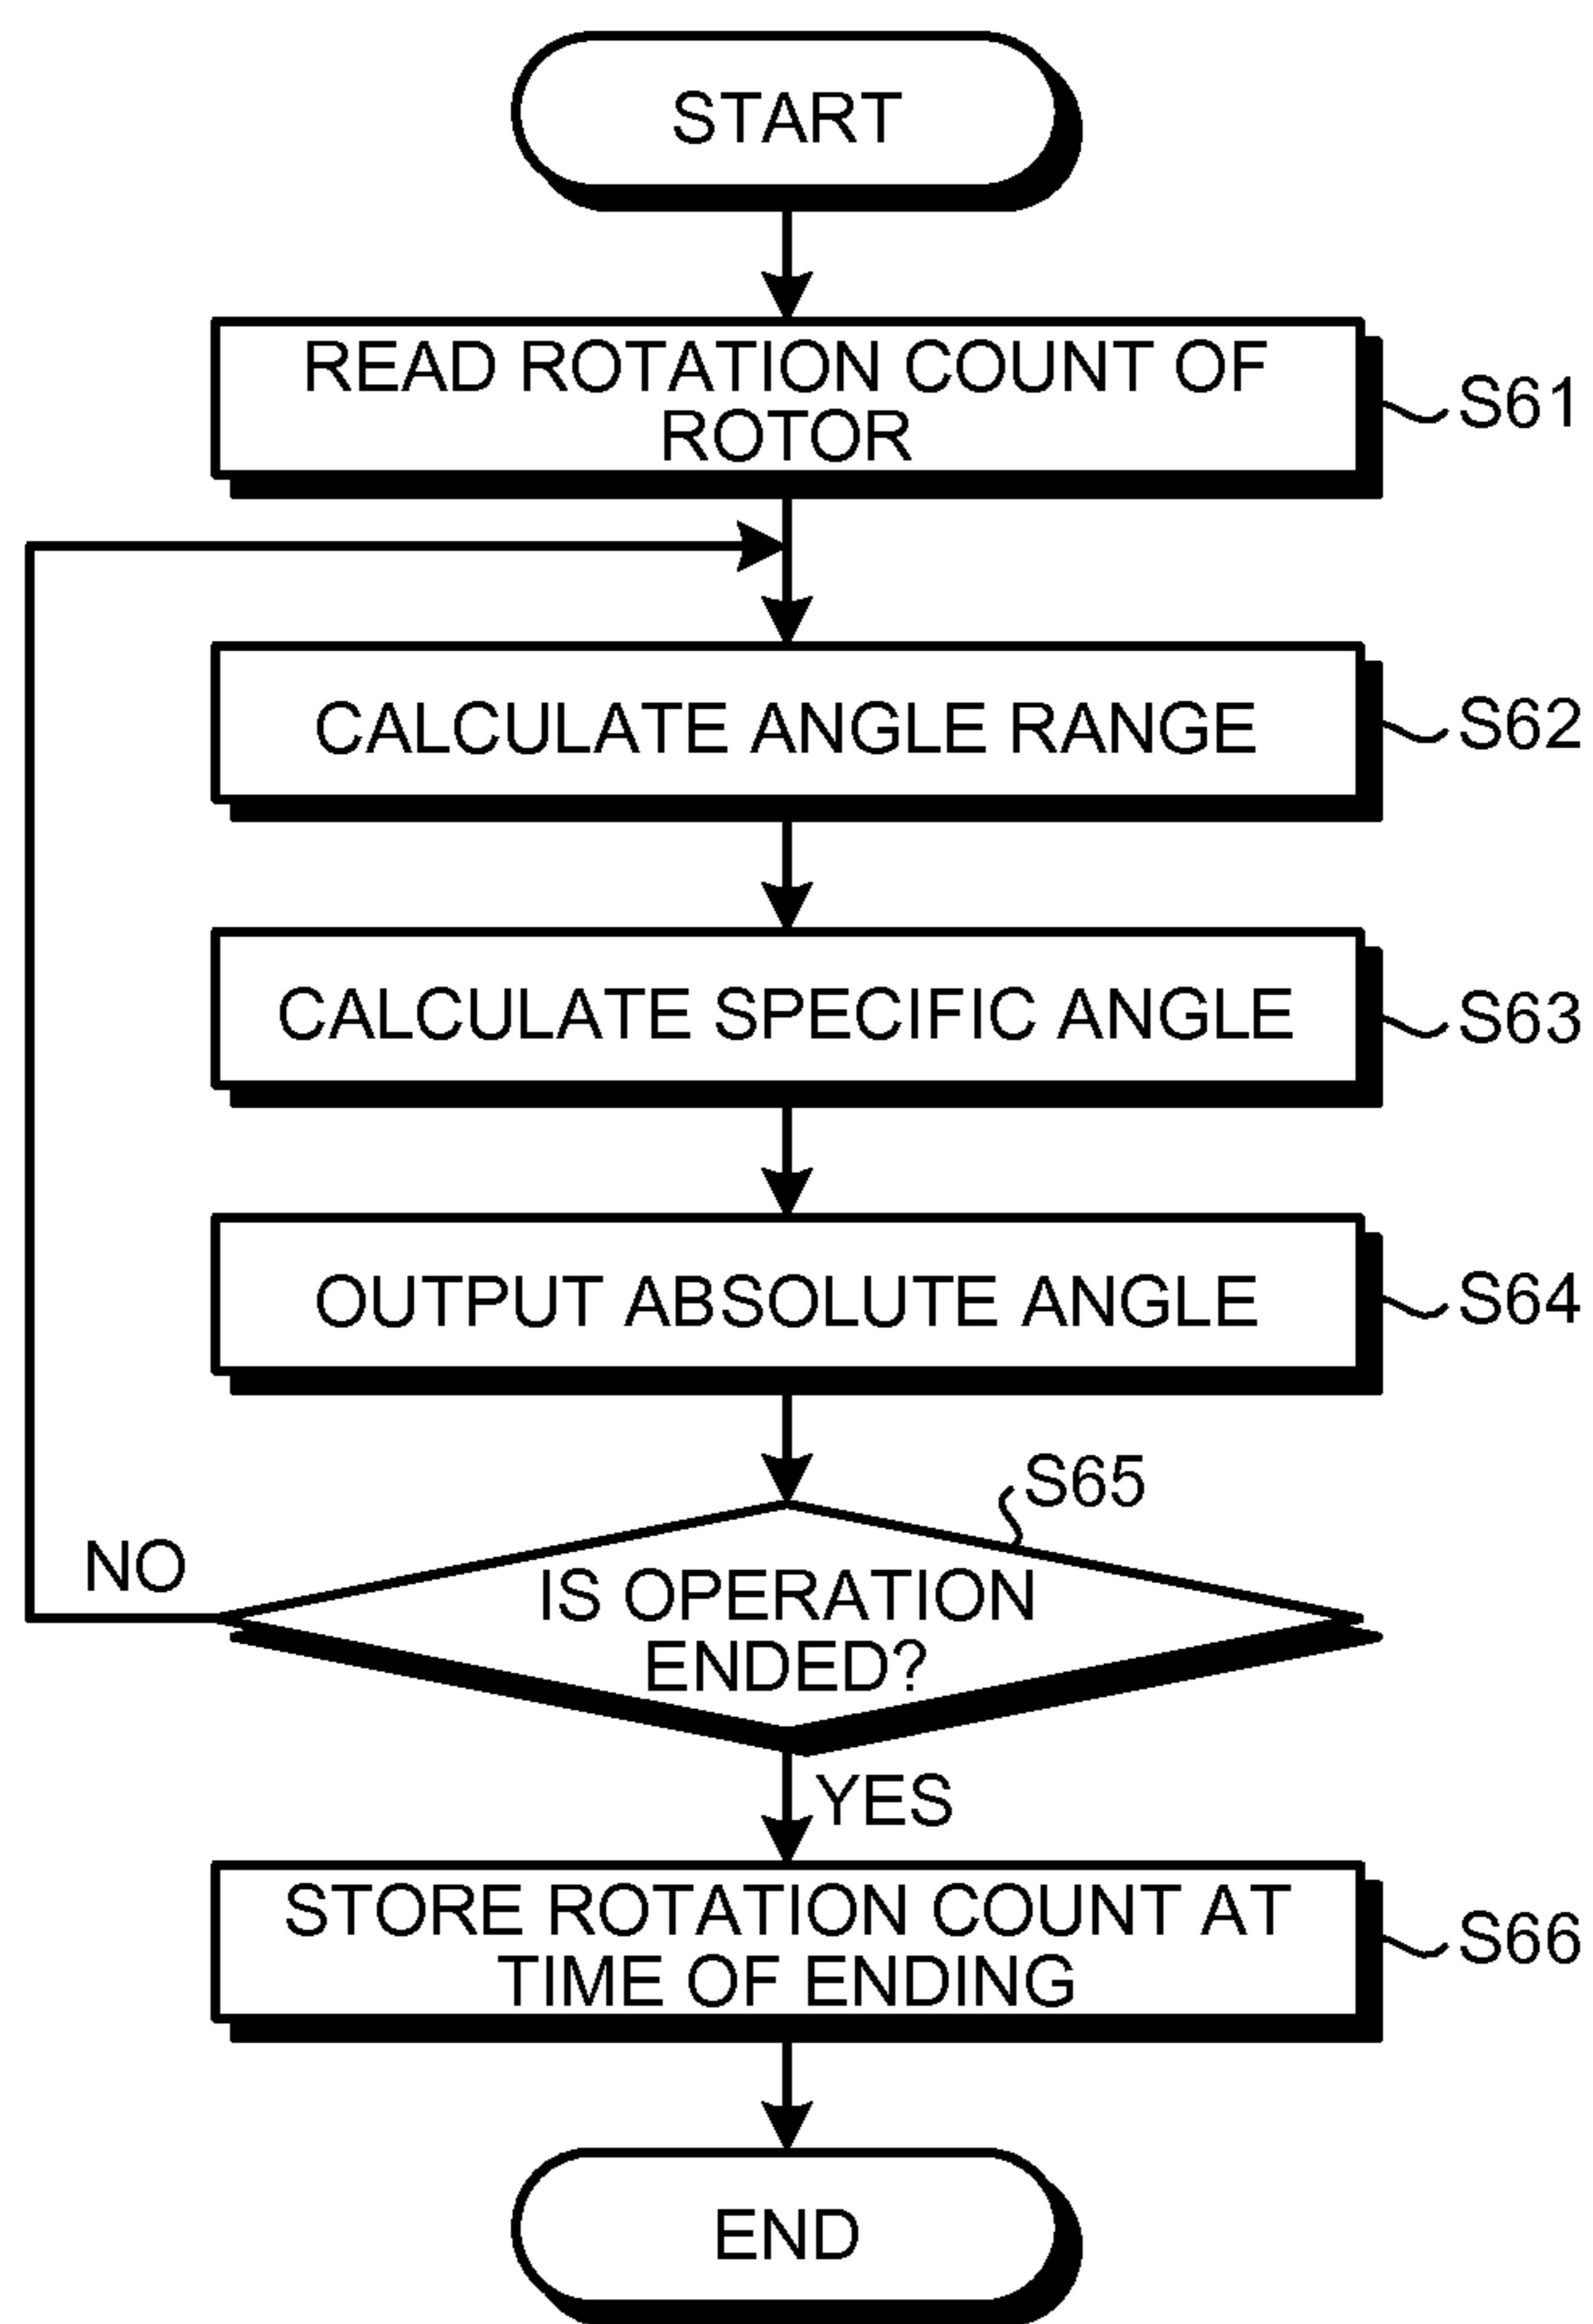 START
READ ROTATION COUNT OF
ROTOR
S61
CALCULATE ANGLE RANGE
S62
CALCULATE SPECIFIC ANGLE
S63
OUTPUT ABSOLUTE ANGLE
S64
S65
NO
IS OPERATION
ENDED?
YES
STORE ROTATION COUNT AT
TIME OF ENDING
S66
END